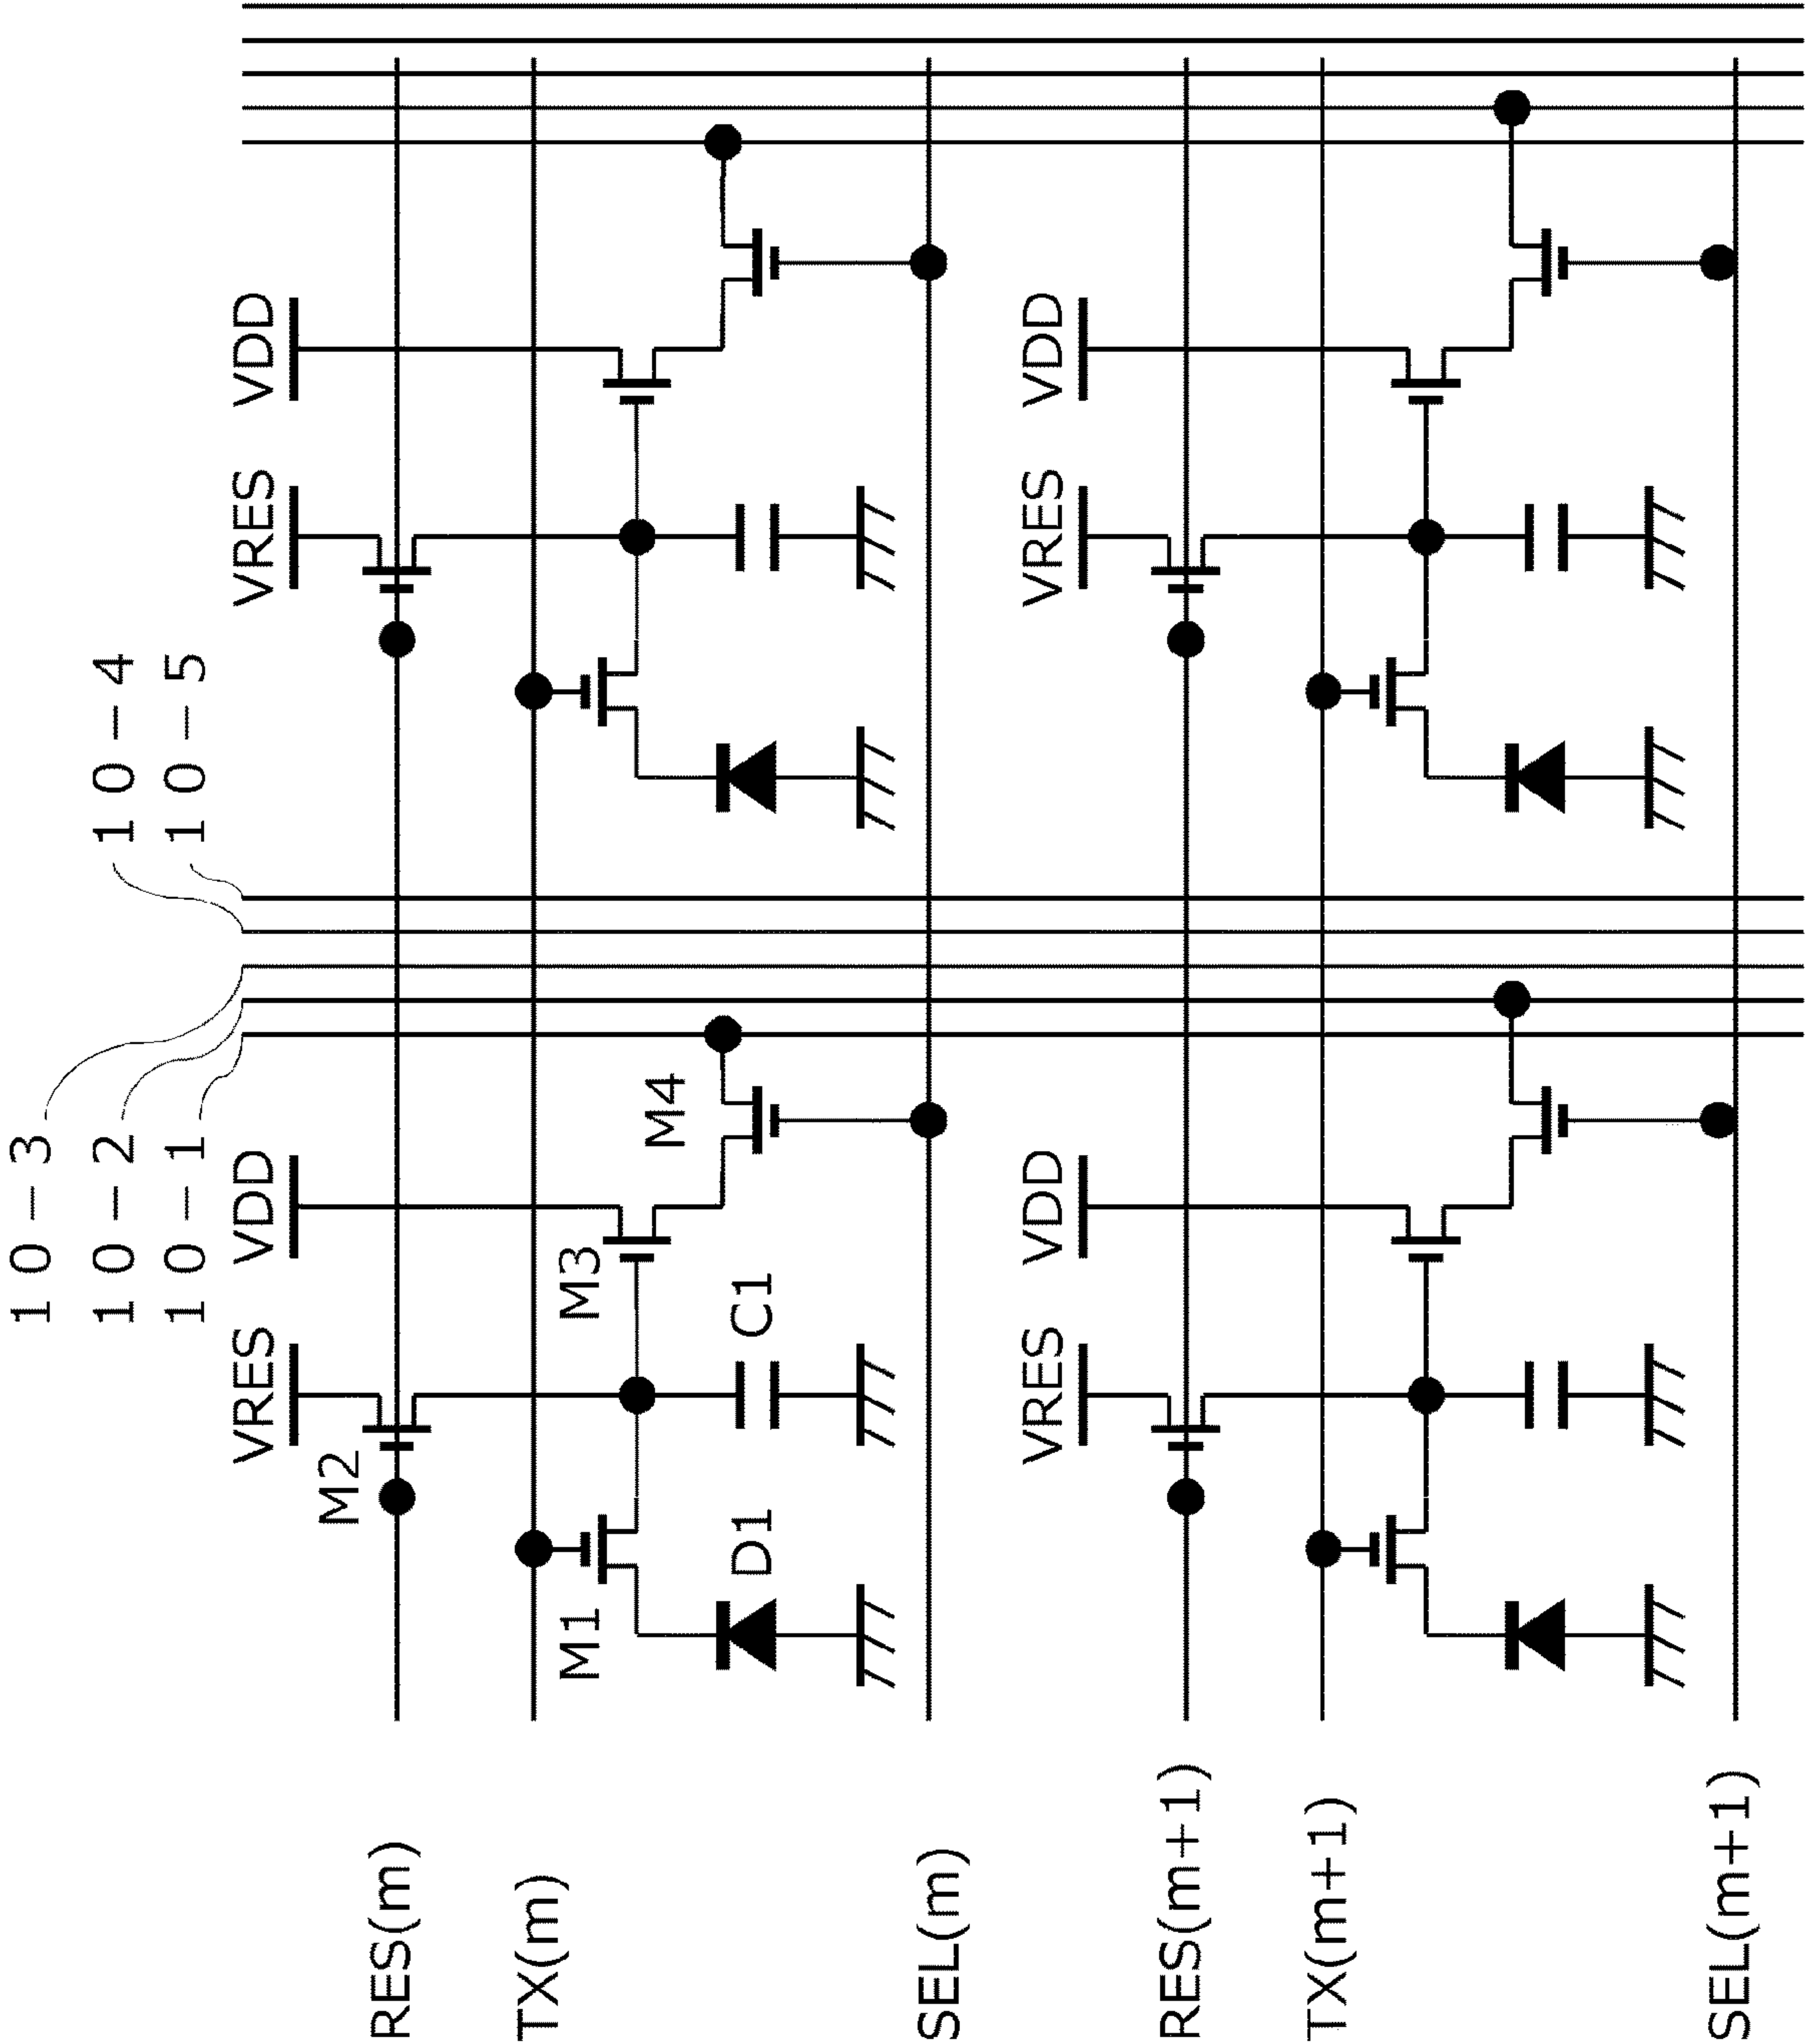 10-3
10-2 10-4
10-1 10-5
VRES VDD VRES VDD
M2
RES(m)
TX(m)
M1 M3
M4
D1 C1
SEL(m)
VRES VDD VRES VDD
RES(m+1)
TX(m+1)
SEL(m+1)